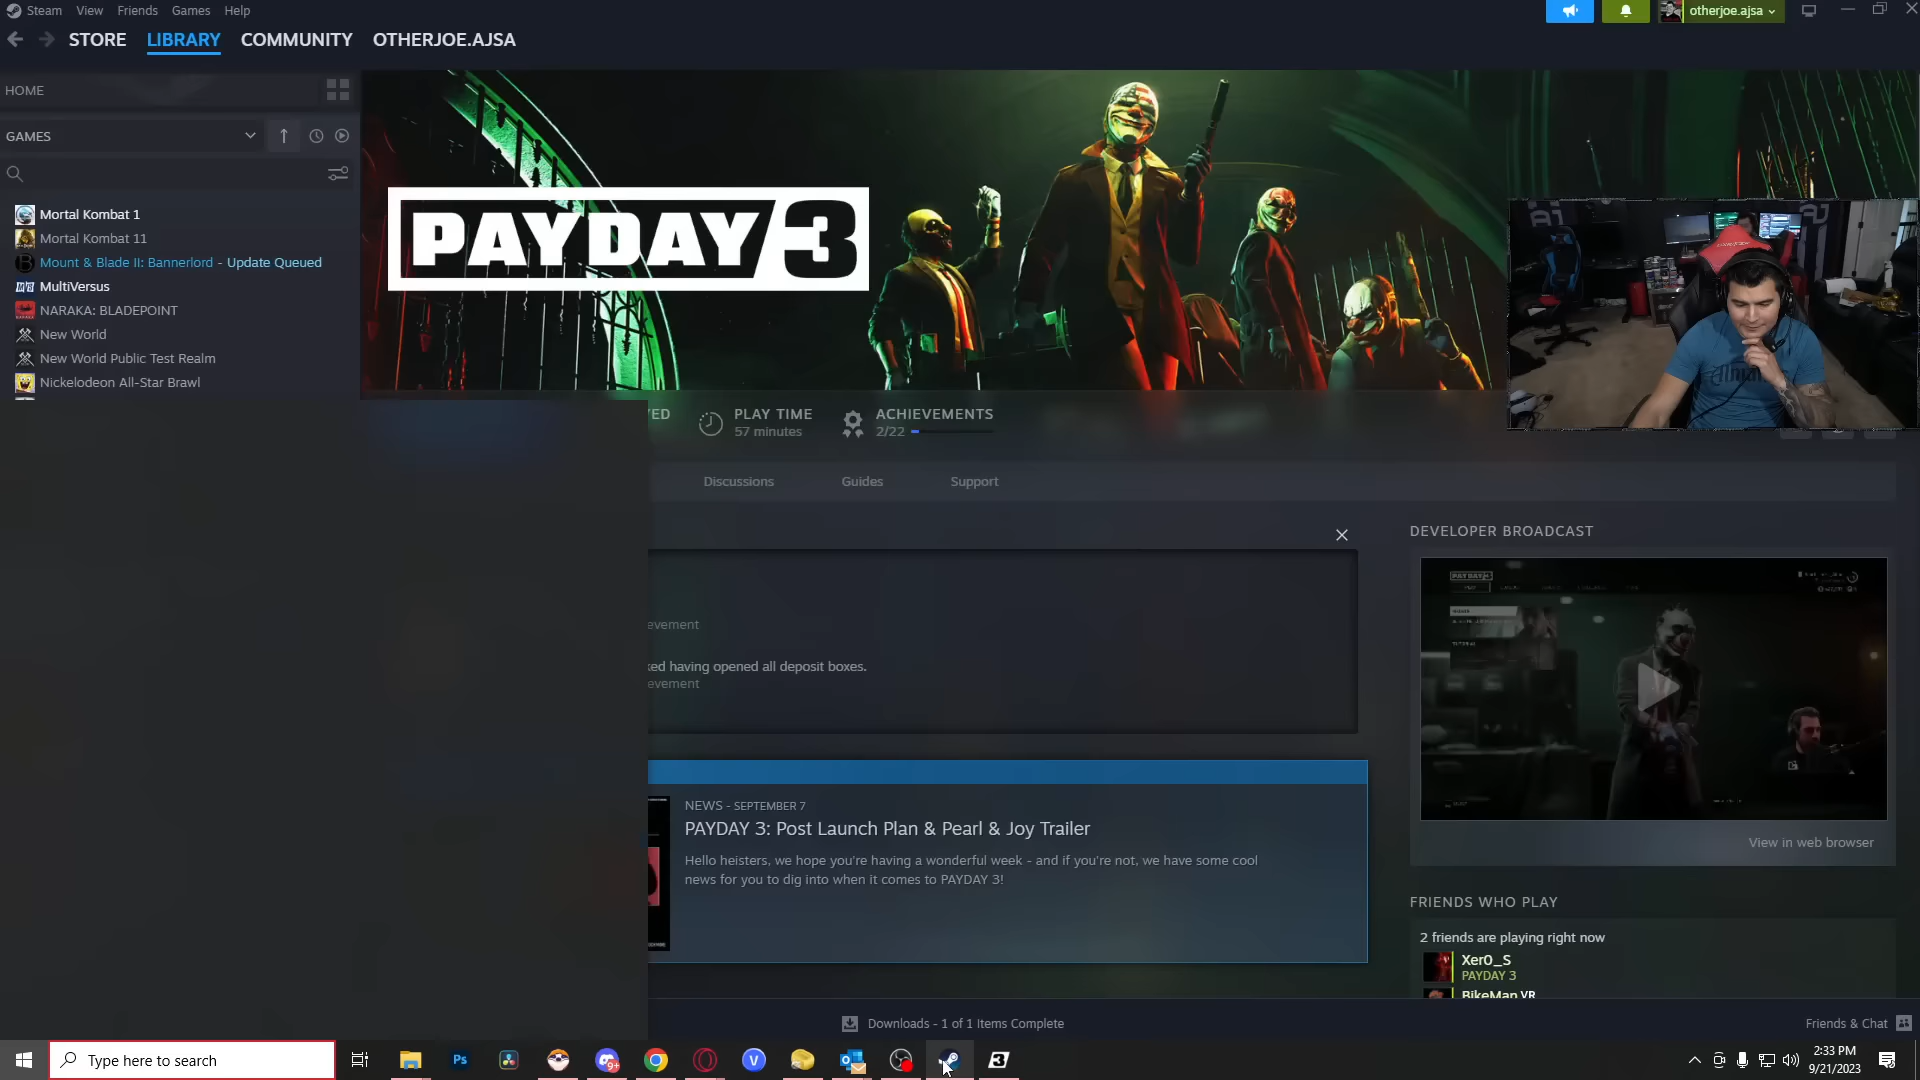 Steam View Friends Games Help
otherjoe.ajsa
STORE LIBRARY COMMUNITY OTHERJOE.AJSA
HOME
GAMES
Mortal Kombat 1
Mortal Kombat 11
Mount & Blade II: Bannerlord - Update Queued
MultiVersus
NARAKA: BLADEPOINT
New World
New World Public Test Realm
Nickelodeon All-Star Brawl
PAYDAY 3
YED
PLAY TIME
57 minutes
ACHIEVEMENTS
2/22
Discussions Guides Support
evement
ked having opened all deposit boxes.
evement
NEWS - SEPTEMBER 7
PAYDAY 3: Post Launch Plan & Pearl & Joy Trailer
Hello heisters, we hope you're having a wonderful week - and if you're not, we have some cool
news for you to dig into when it comes to PAYDAY 3!
DEVELOPER BROADCAST
PAYDAY 3
View in web browser
FRIENDS WHO PLAY
2 friends are playing right now
Xer0_S
PAYDAY 3
BikeMan VR
Downloads - 1 of 1 Items Complete
Friends & Chat
Type here to search
Ps
9+
V
3
2:33 PM
9/21/2023